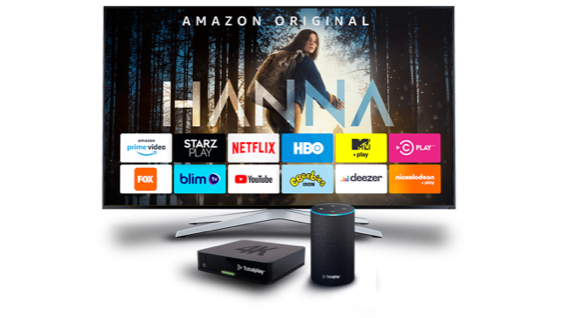 AMAZON ORIGINAL
HANNA
amazon
prime video
STARZ
PLAY
NETFLIX
HBO
MTV
play
C PLAY
FOX
blim tv
YouTube
deezer
nickelodeon
play
4K
Totalplay
Totalplay